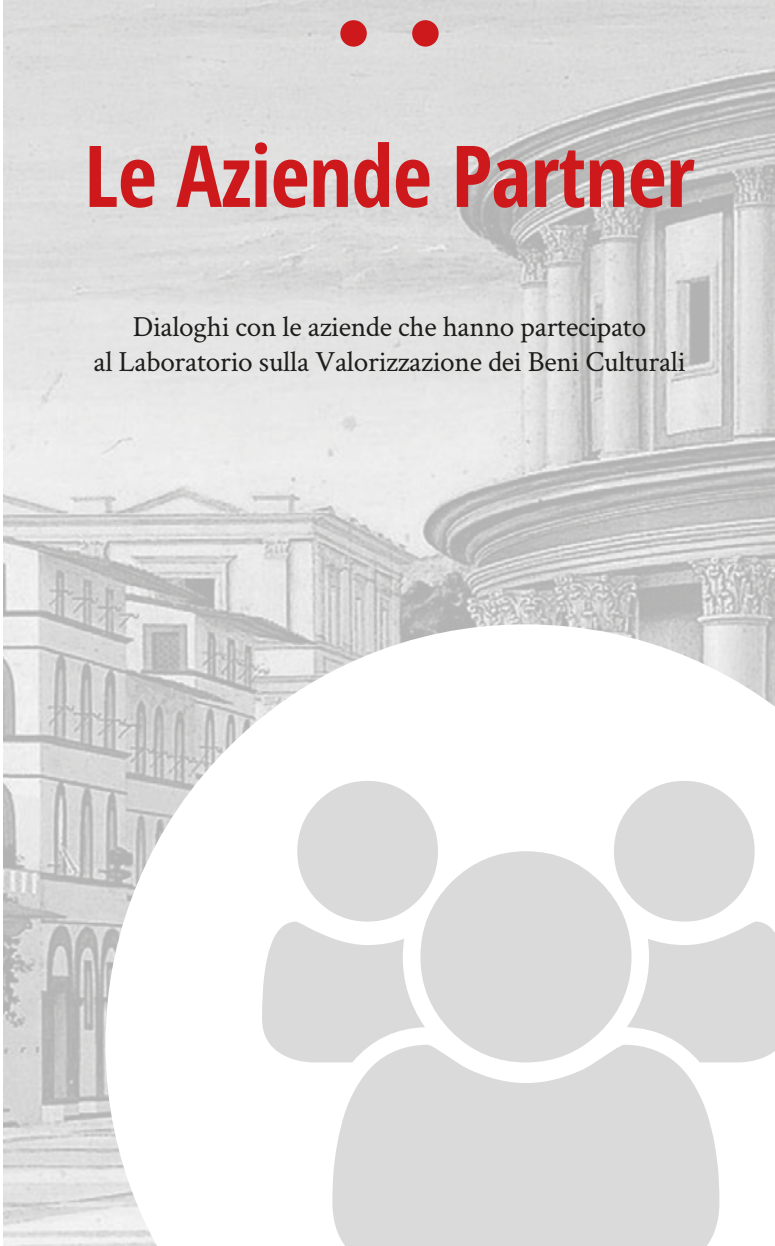 Le Aziende Partner
Dialoghi con le aziende che hanno partecipato
al Laboratorio sulla Valorizzazione dei Beni Culturali